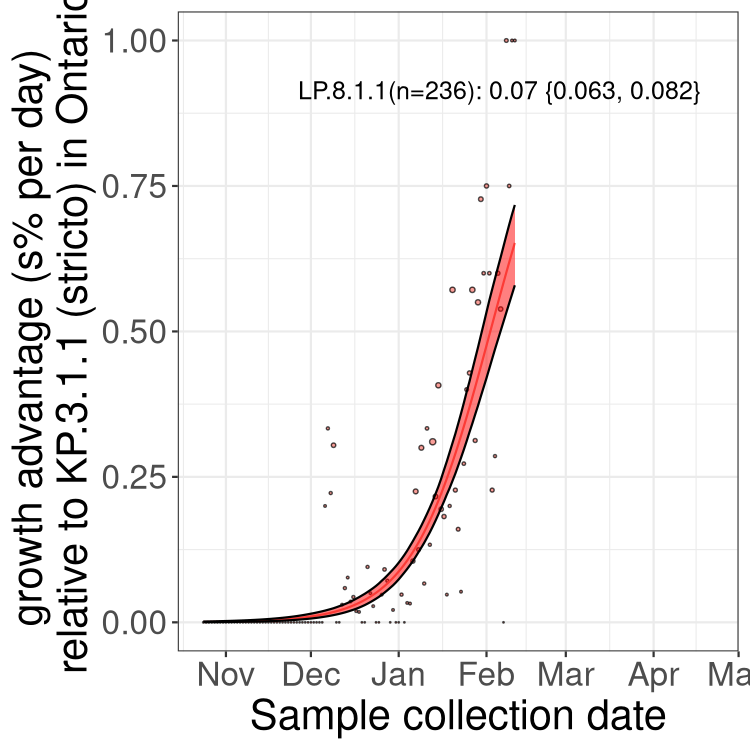 growth advantage (s% per day)
relative to KP.3.1.1 (stricto) in Ontario
1.00
0.75
0.50
0.25
0.00
LP.8.1.1(n=236): 0.07 {0.063, 0.082}
Nov Dec Jan Feb Mar Apr Ma
Sample collection date